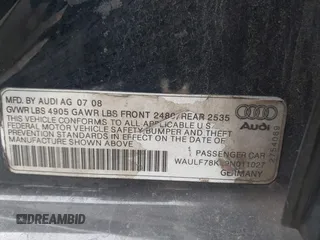 MFD. BY AUDI AG 07 08
GVWR LBS 4905 GAWR LBS FRONT 2486, REAR 2535
THIS VEHICLE CONFORMS TO ALL APPLICABLE
FEDERAL MOTOR VEHICLE SAFETY BUMPER AND THEFT
PREVENTION STANDARDS IN EFFECT ON THE DATE OF
MANUFACTURE SHOWN ABOVE
Audi
PASSENGER CAR
GERMANY
DREAMBID